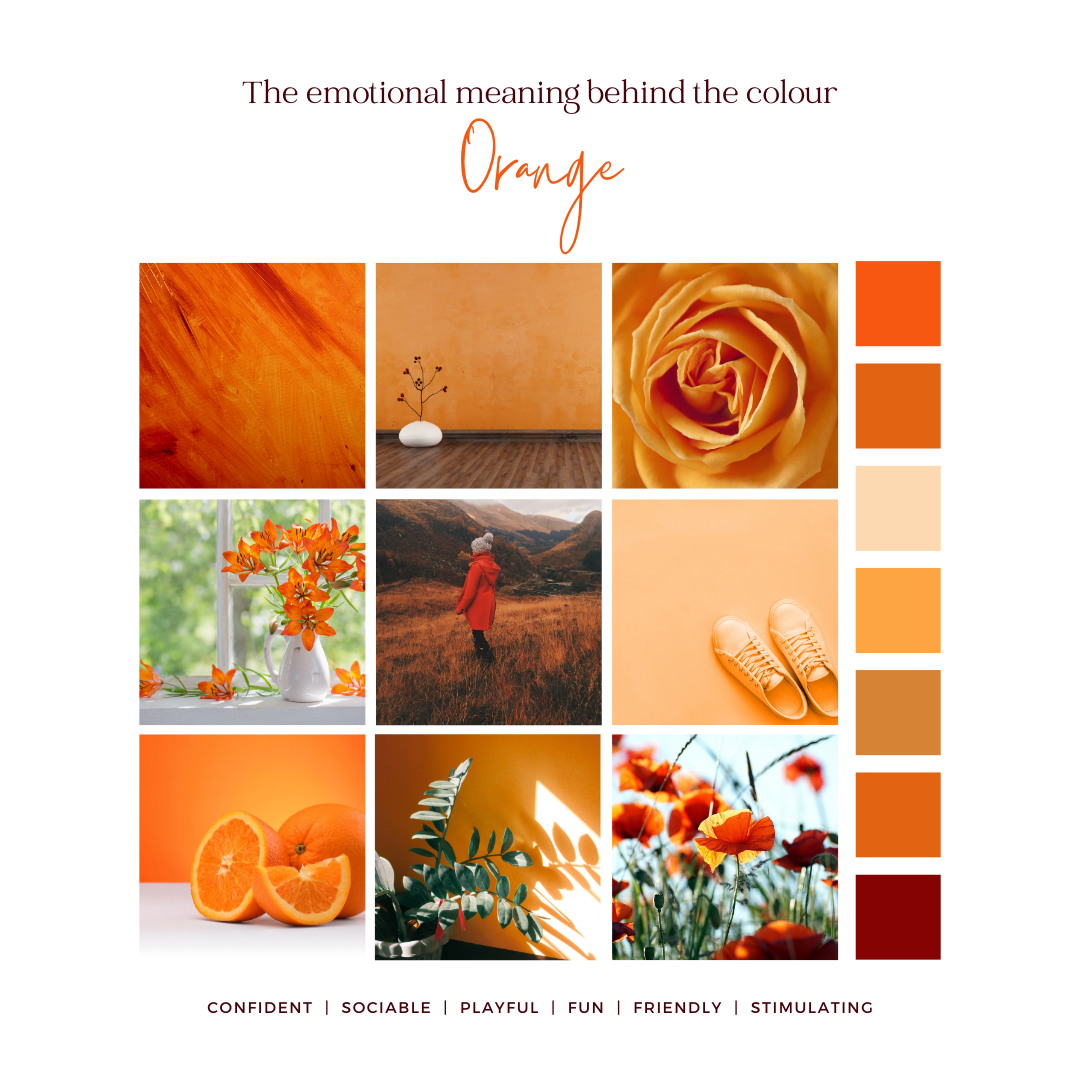 The emotional meaning behind the colour
Orange
CONFIDENT | SOCIABLE | PLAYFUL | FUN | FRIENDLY | STIMULATING